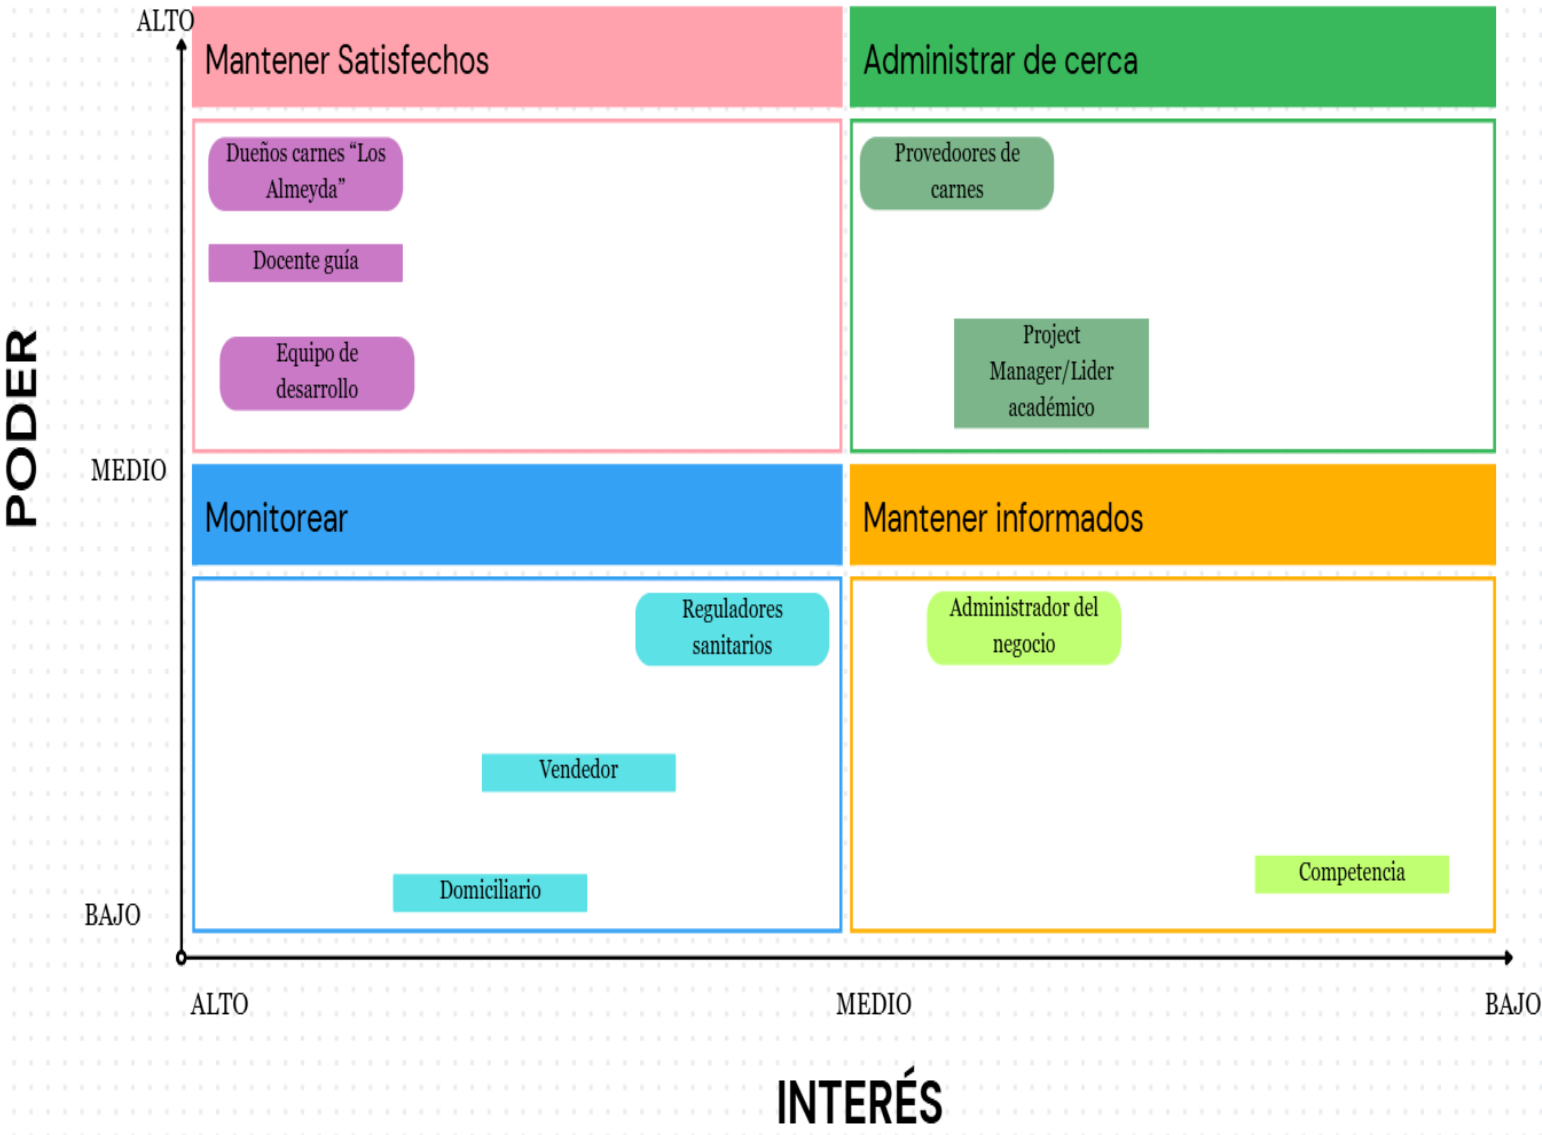 ALTO
Mantener Satisfechos
Administrar de cerca
Dueños carnes “Los
Almeyda”
Docente guía
Equipo de
desarrollo
Provedoores de
carnes
Project
Manager/Lider
académico
PODER
MEDIO
Monitorear
Mantener informados
Reguladores
sanitarios
Vendedor
Domiciliario
Administrador del
negocio
Competencia
BAJO
ALTO
MEDIO
BAJO
INTERÉS